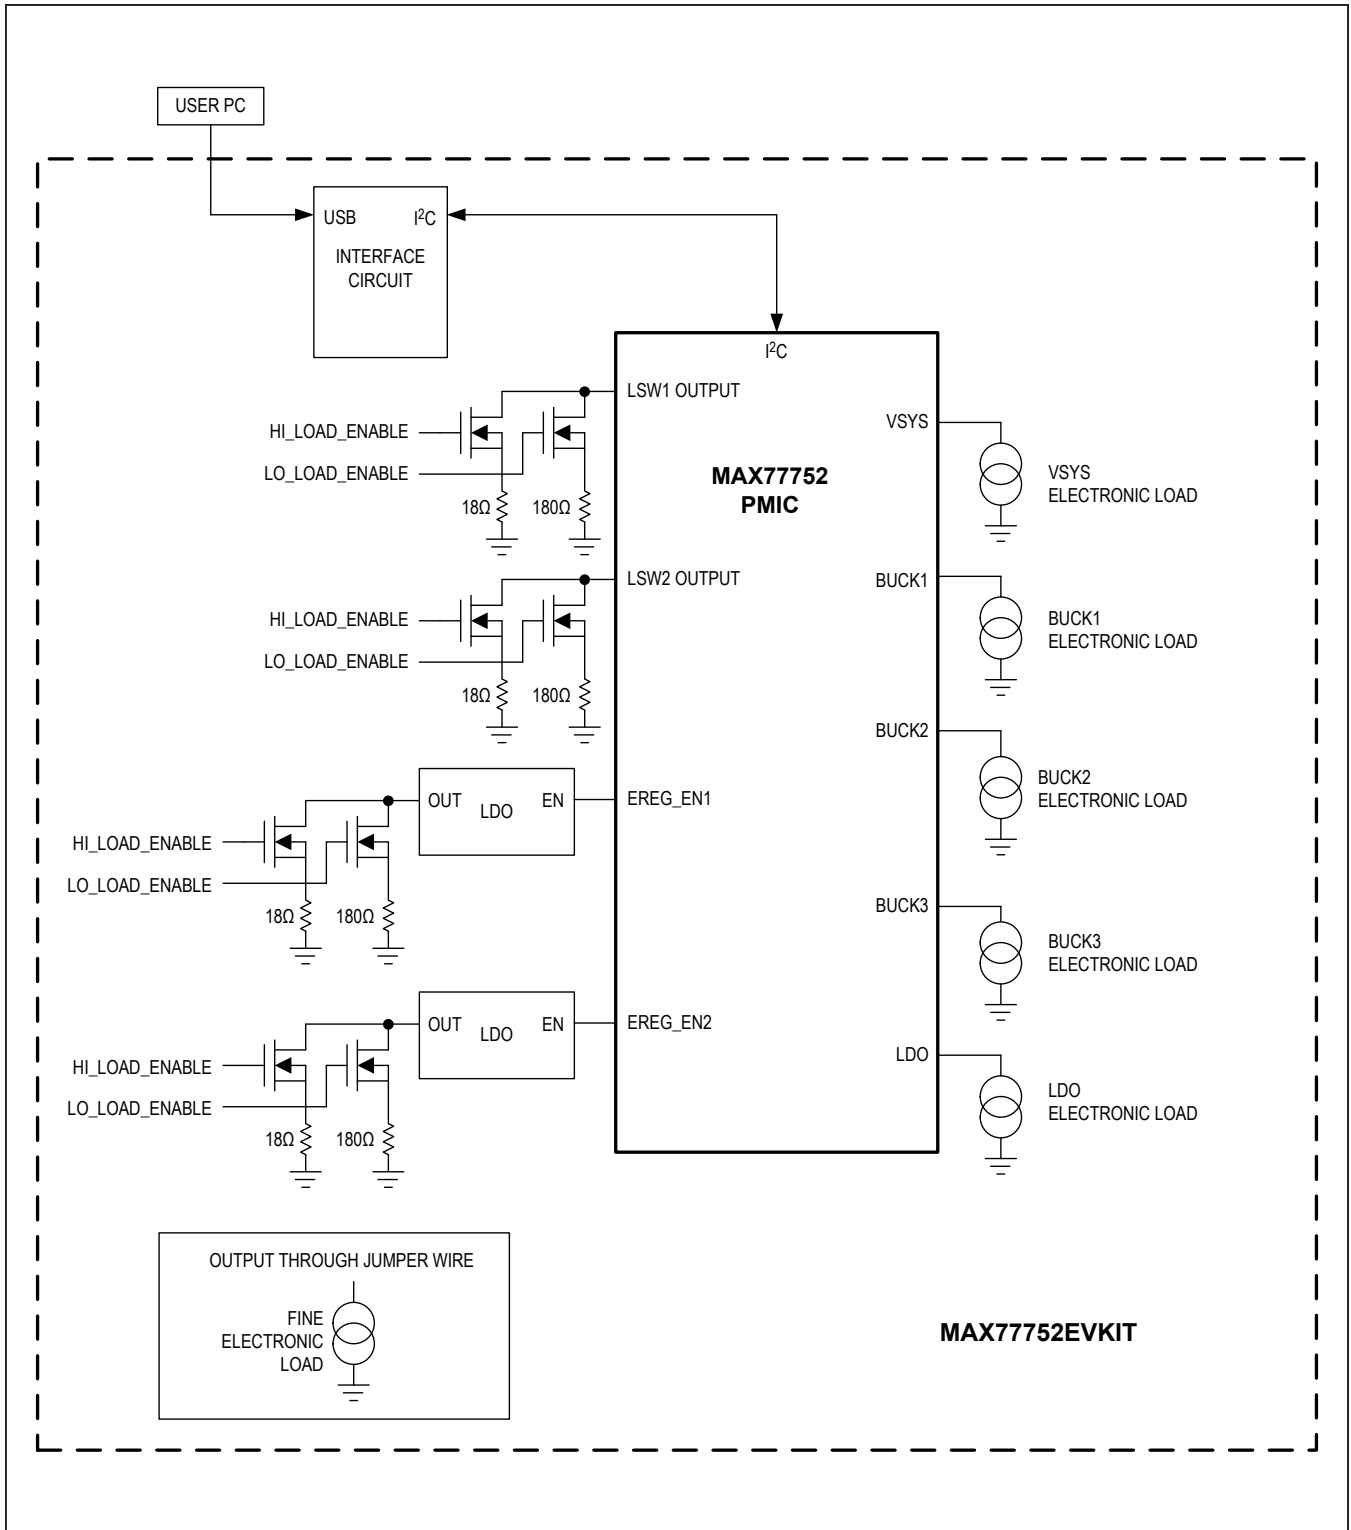 USER PC
USB
I²C
INTERFACE
CIRCUIT
I²C
LSW1 OUTPUT
HI_LOAD_ENABLE
LO_LOAD_ENABLE
18Ω
180Ω
VSYS
MAX77752
PMIC
VSYS
ELECTRONIC LOAD
LSW2 OUTPUT
HI_LOAD_ENABLE
LO_LOAD_ENABLE
18Ω
180Ω
BUCK1
BUCK1
ELECTRONIC LOAD
BUCK2
BUCK2
ELECTRONIC LOAD
OUT
LDO
EN
EREG_EN1
HI_LOAD_ENABLE
LO_LOAD_ENABLE
18Ω
180Ω
BUCK3
BUCK3
ELECTRONIC LOAD
OUT
LDO
EN
EREG_EN2
HI_LOAD_ENABLE
LO_LOAD_ENABLE
18Ω
180Ω
LDO
LDO
ELECTRONIC LOAD
OUTPUT THROUGH JUMPER WIRE
FINE
ELECTRONIC
LOAD
MAX77752EVKIT